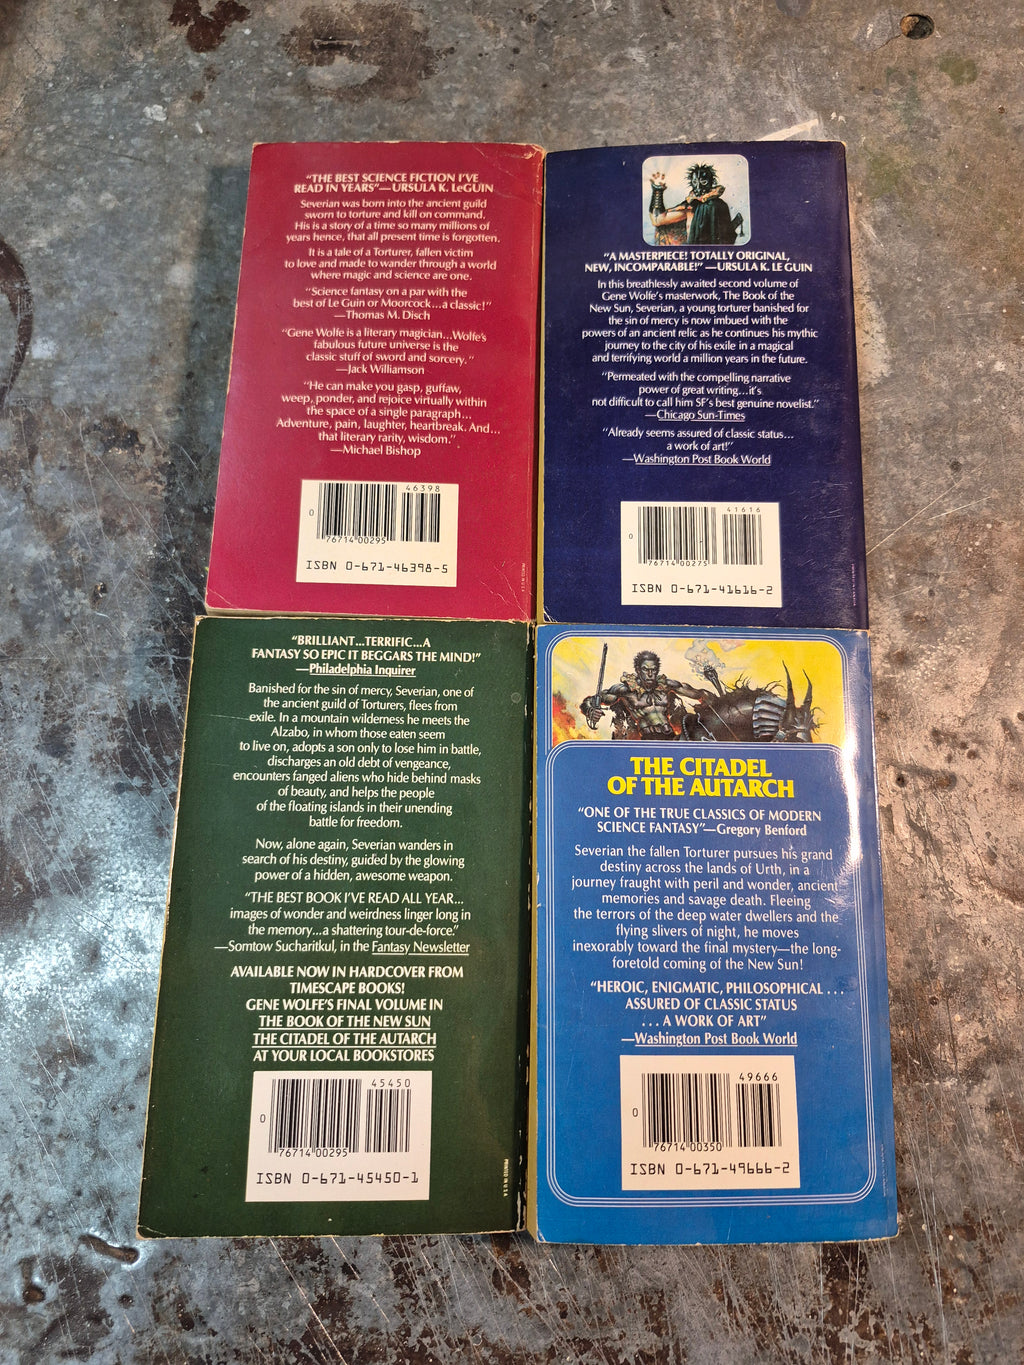 "THE BEST SCIENCE FICTION I'VE
READ IN YEARS"—URSULA K. LeGUIN
Severian was born into the ancient guild
sworn to torture and kill on command.
His is a story of a time so many millions of
years hence, that all present time is forgotten.
It is a tale of a Torturer, fallen victim
to love and made to wander through a world
where magic and science are one.
"Science fantasy on a par with the
best of Le Guin or Moorcock...a classic!"
—Thomas M. Disch
"Gene Wolfe is a literary magician...Wolfe's
fabulous future universe is the
classic stuff of sword and sorcery."
—Jack Williamson
"He can make you gasp, guffaw,
weep, ponder, and rejoice virtually within
the space of a single paragraph...
Adventure, pain, laughter, heartbreak. And...
that literary rarity, wisdom."
—Michael Bishop
46398
0
76714 00295
ISBN 0-671-46398-5
PRINTED IN U.S.A.
"A MASTERPIECE! TOTALLY ORIGINAL,
NEW, INCOMPARABLE!" —URSULA K. LE GUIN
In this breathlessly awaited second volume of
Gene Wolfe's masterwork, The Book of the
New Sun, Severian, a young torturer banished for
the sin of mercy is now imbued with the
powers of an ancient relic as he continues his mythic
journey to the city of his exile in a magical
and terrifying world a million years in the future.
"Permeated with the compelling narrative
power of great writing...it's
not difficult to call him SF's best genuine novelist."
—Chicago Sun-Times
"Already seems assured of classic status...
a work of art!"
—Washington Post Book World
41616
0
76714 00275
ISBN 0-671-41616-2
"BRILLIANT...TERRIFIC...A
FANTASY SO EPIC IT BEGGARS THE MIND!"
—Philadelphia Inquirer
Banished for the sin of mercy, Severian, one of
the ancient guild of Torturers, flees from
exile. In a mountain wilderness he meets the
Alzabo, in whom those eaten seem
to live on, adopts a son only to lose him in battle,
discharges an old debt of vengeance,
encounters fanged aliens who hide behind masks
of beauty, and helps the people
of the floating islands in their unending
battle for freedom.
Now, alone again, Severian wanders in
search of his destiny, guided by the glowing
power of a hidden, awesome weapon.
"THE BEST BOOK I'VE READ ALL YEAR...
images of wonder and weirdness linger long in
the memory...a shattering tour-de-force."
—Somtow Sucharitkul, in the Fantasy Newsletter
AVAILABLE NOW IN HARDCOVER FROM
TIMESCAPE BOOKS!
GENE WOLFE'S FINAL VOLUME IN
THE BOOK OF THE NEW SUN
THE CITADEL OF THE AUTARCH
AT YOUR LOCAL BOOKSTORES
45450
0
76714 00295
ISBN 0-671-45450-1
PRINTED IN U.S.A.
THE CITADEL
OF THE AUTARCH
"ONE OF THE TRUE CLASSICS OF MODERN
SCIENCE FANTASY"—Gregory Benford
Severian the fallen Torturer pursues his grand
destiny across the lands of Urth, in a
journey fraught with peril and wonder, ancient
memories and savage death. Fleeing
the terrors of the deep water dwellers and the
flying slivers of night, he moves
inexorably toward the final mystery—the long-
foretold coming of the New Sun!
"HEROIC, ENIGMATIC, PHILOSOPHICAL . . .
ASSURED OF CLASSIC STATUS
. . . A WORK OF ART"
—Washington Post Book World
49666
0
76714 00350
ISBN 0-671-49666-2